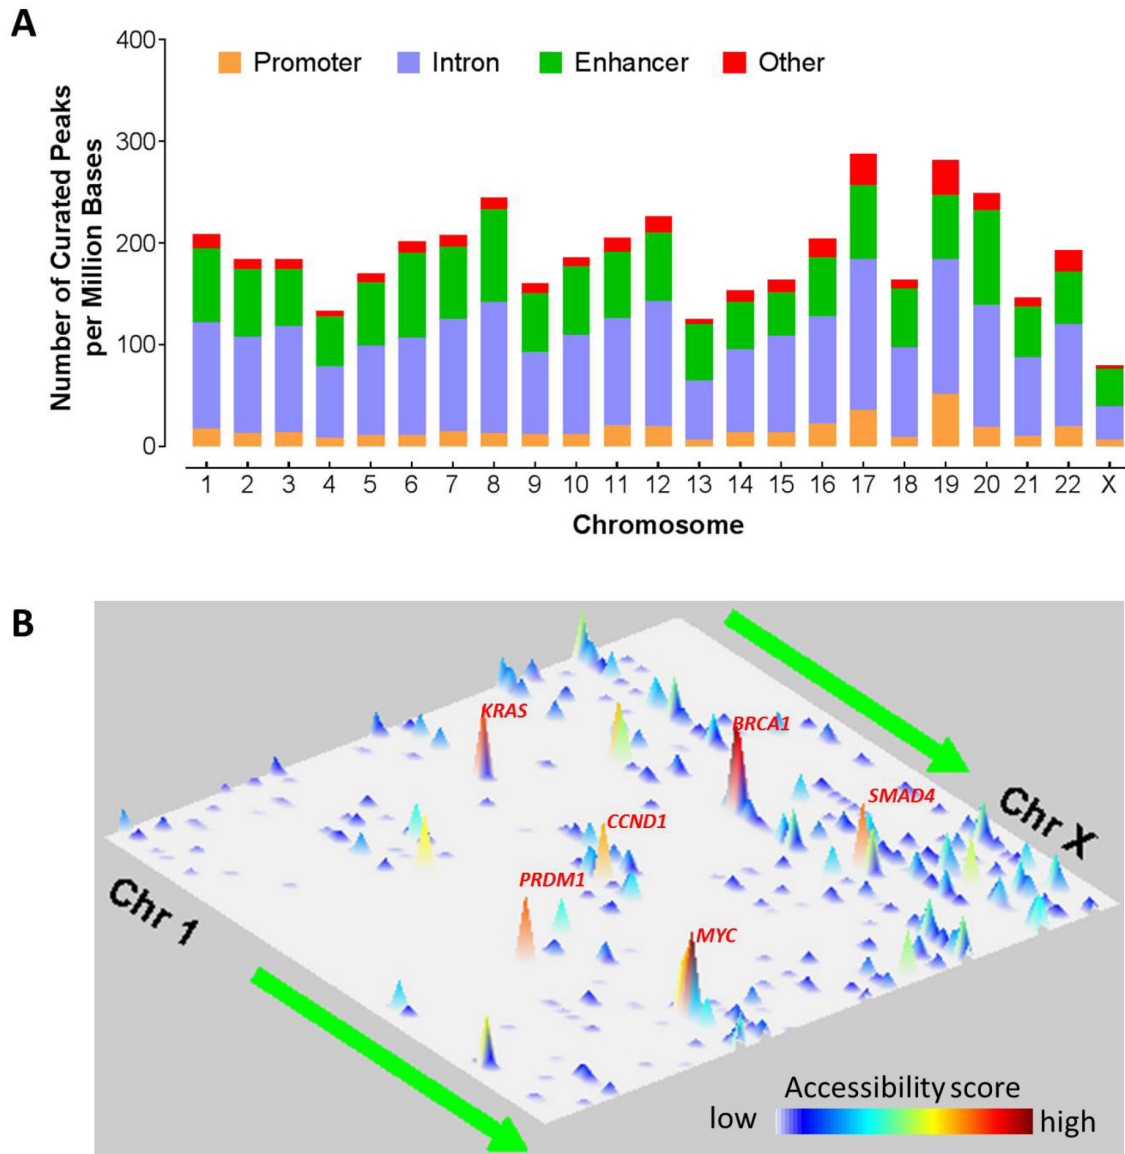 A
400
Promoter Intron Enhancer Other
Number of Curated Peaks
per Million Bases
300
200
100
0
1 2 3 4 5 6 7 8 9 10 11 12 13 14 15 16 17 18 19 20 21 22 X
Chromosome
B
KRAS
BRCA1
SMAD4
Chr X
CCND1
PRDM1
Chr 1
MYC
Accessibility score
low high